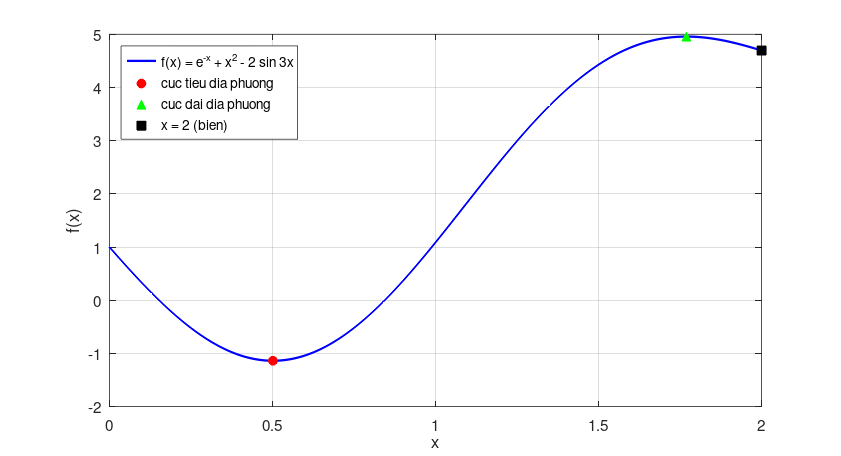 f(x) = e^-x + x^2 - 2 sin 3x
cuc tieu dia phuong
cuc dai dia phuong
x = 2 (bien)
5
4
3
2
1
0
-1
-2
f(x)
0 0.5 1 1.5 2
x